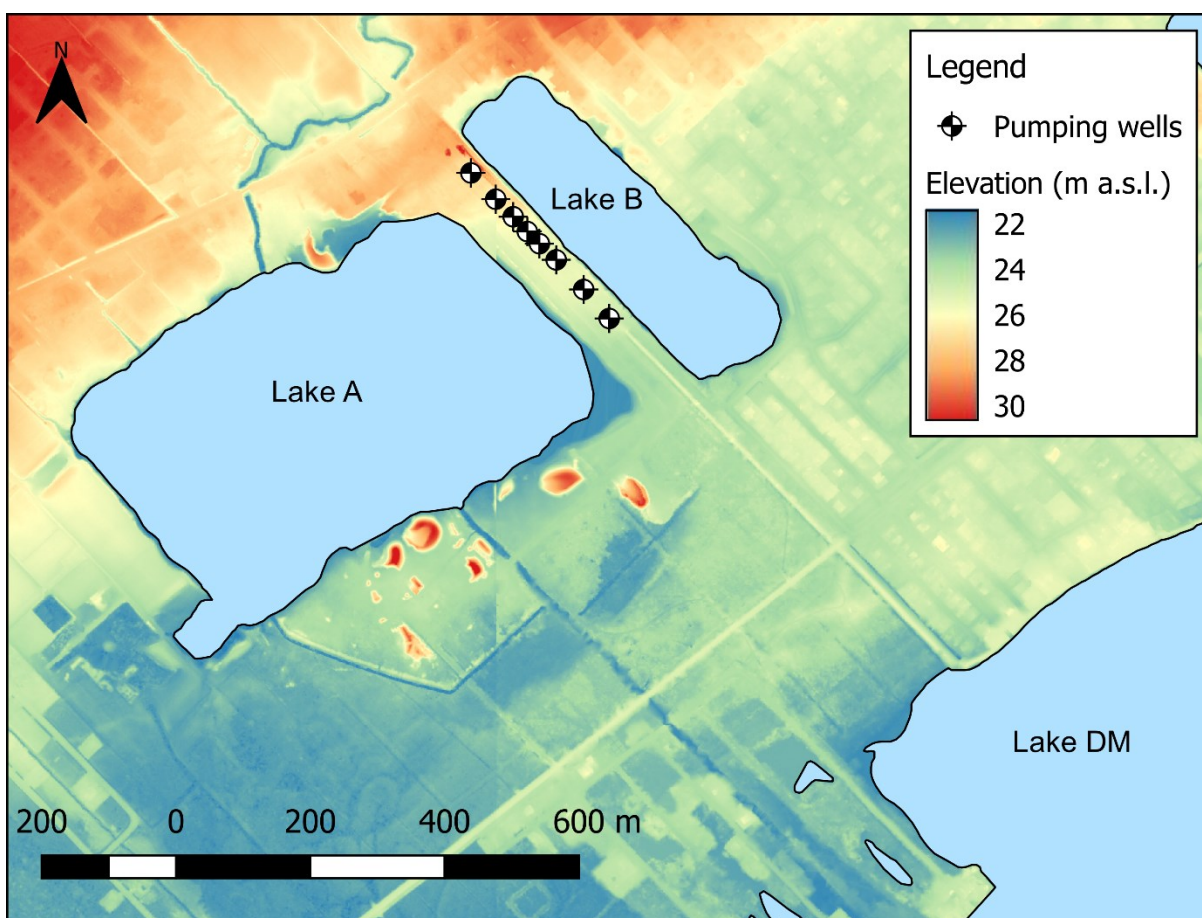 N
Legend
Pumping wells
Elevation (m a.s.l.)
22
24
26
28
30
Lake B
Lake A
Lake DM
200 0 200 400 600 m